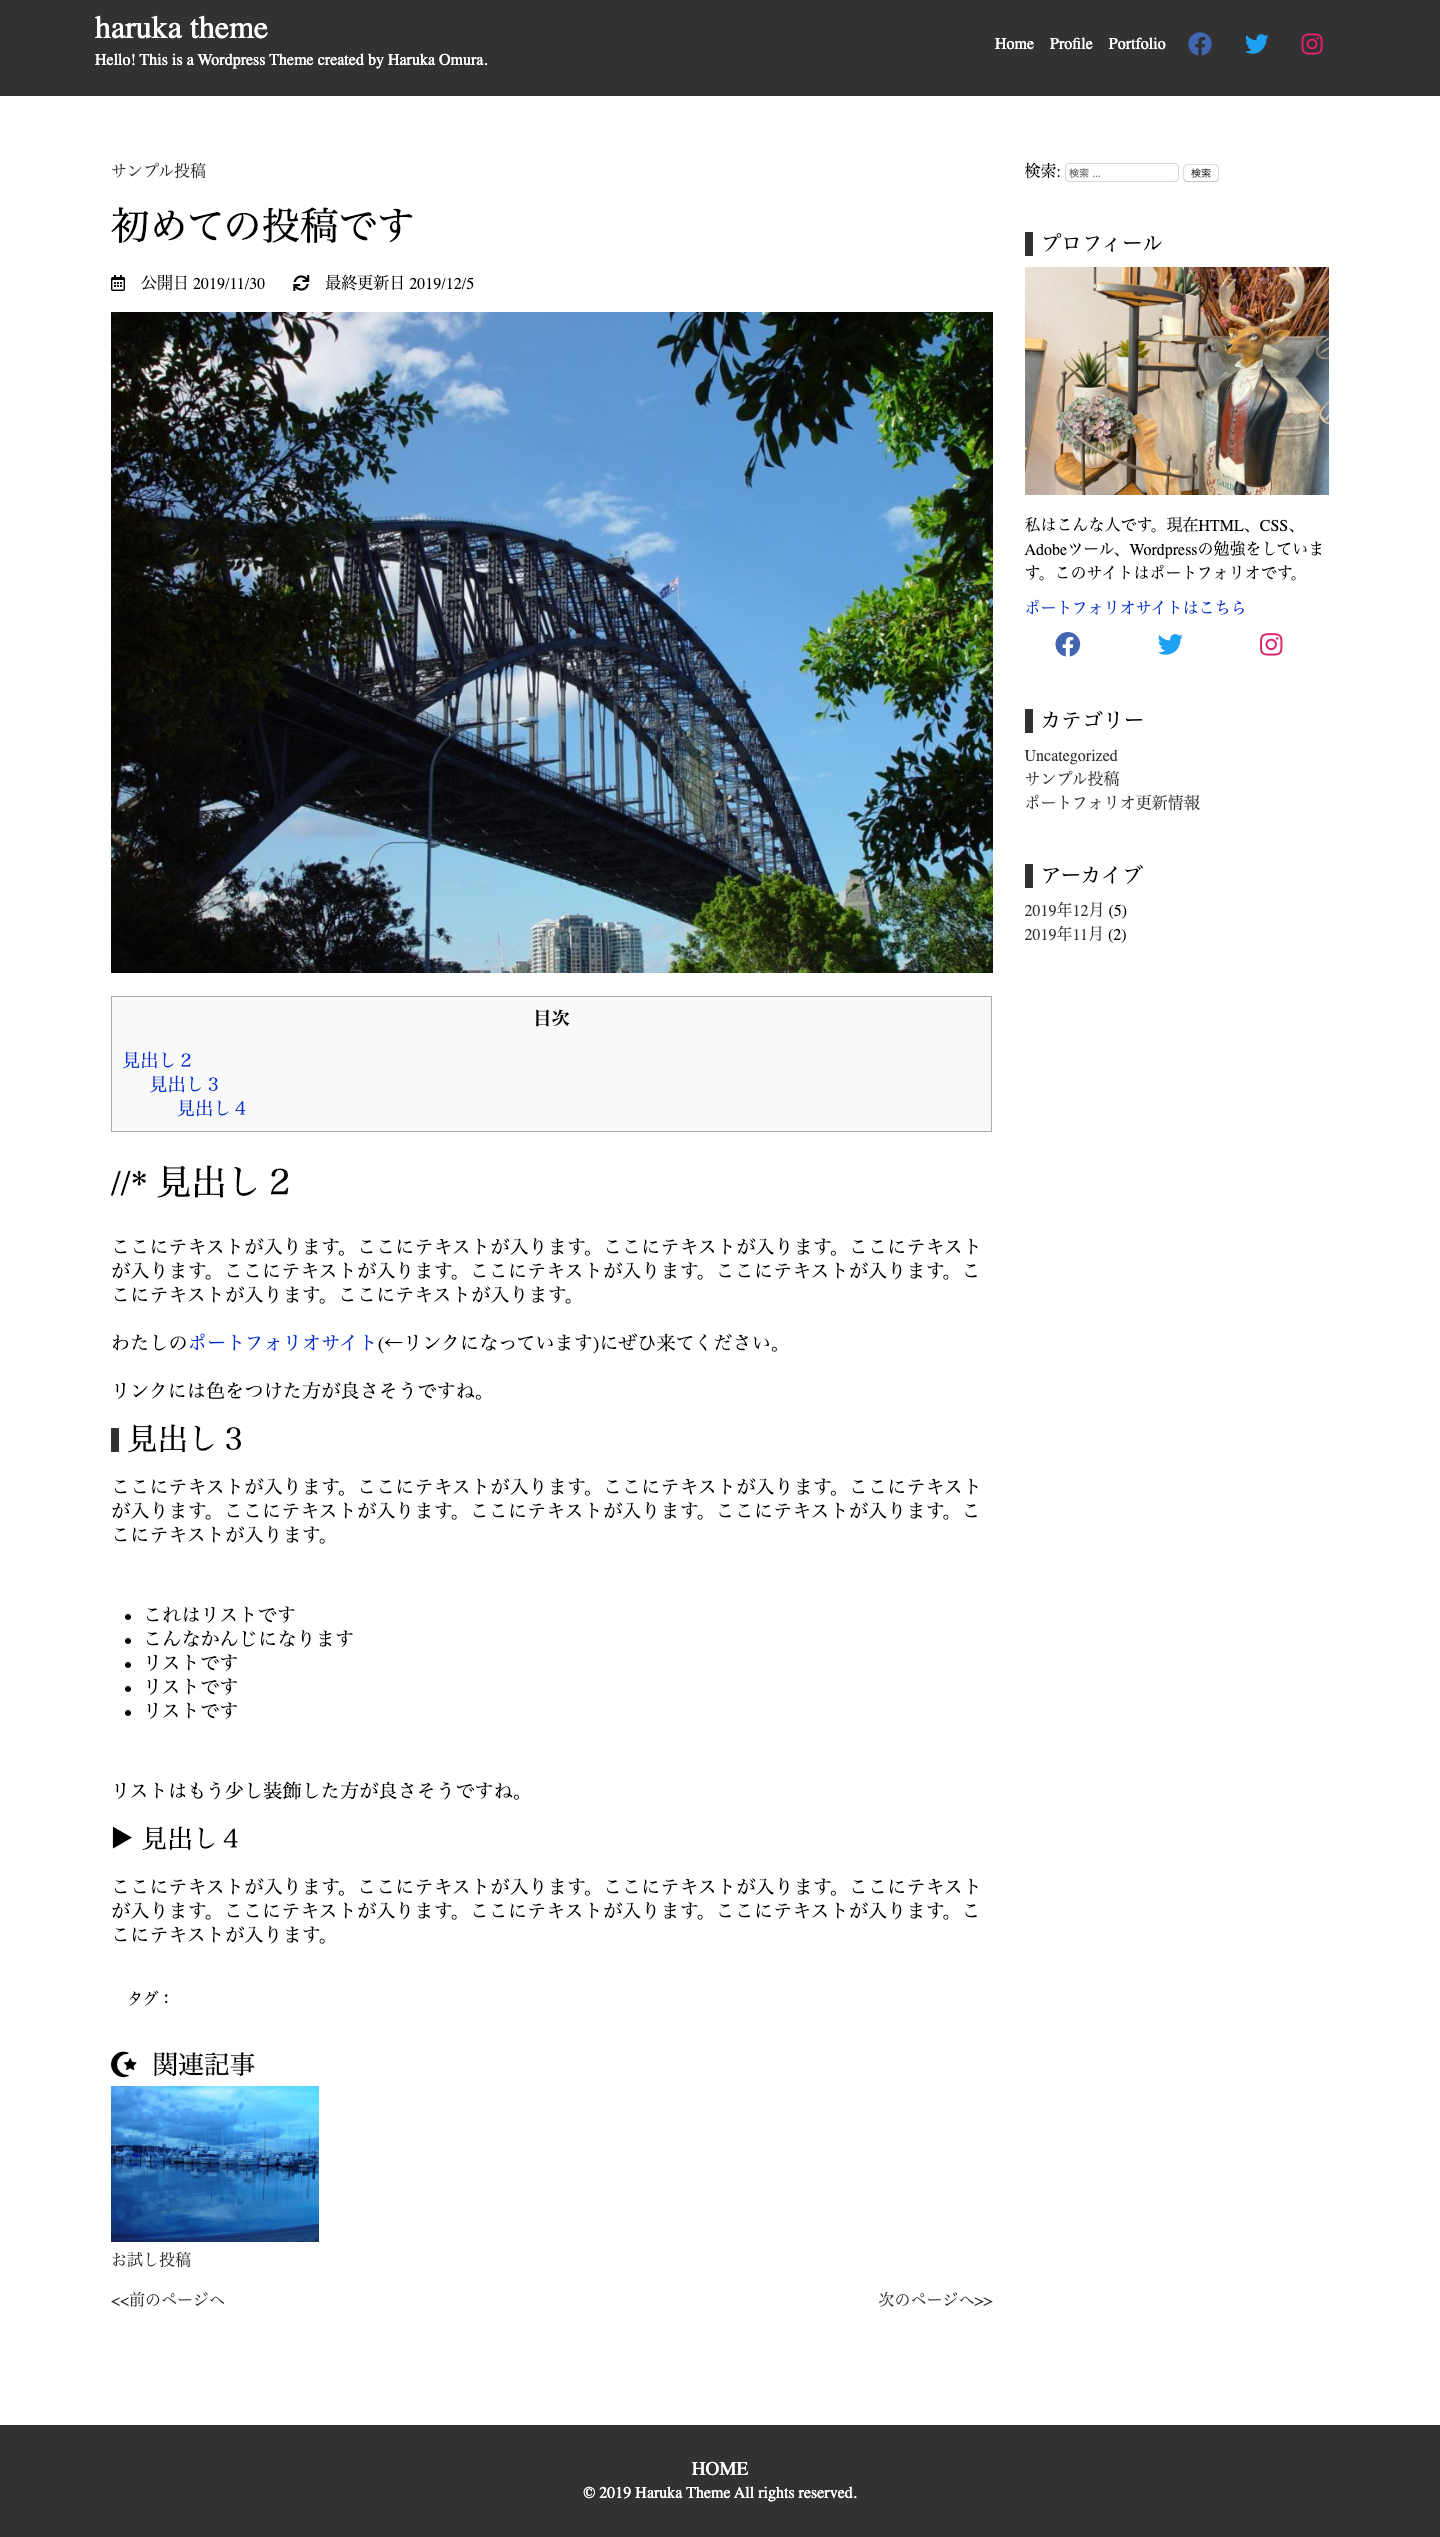 haruka theme
Hello! This is a Wordpress Theme created by Haruka Omura.
Home Profile Portfolio
サンプル投稿
初めての投稿です
公開日 2019/11/30 最終更新日 2019/12/5
目次
見出し２
見出し３
見出し４
//* 見出し２
ここにテキストが入ります。ここにテキストが入ります。ここにテキストが入ります。ここにテキスト
が入ります。ここにテキストが入ります。ここにテキストが入ります。ここにテキストが入ります。こ
こにテキストが入ります。ここにテキストが入ります。
わたしのポートフォリオサイト(←リンクになっています)にぜひ来てください。
リンクには色をつけた方が良さそうですね。
見出し３
ここにテキストが入ります。ここにテキストが入ります。ここにテキストが入ります。ここにテキスト
が入ります。ここにテキストが入ります。ここにテキストが入ります。ここにテキストが入ります。こ
こにテキストが入ります。
• これはリストです
• こんなかんじになります
• リストです
• リストです
• リストです
リストはもう少し装飾した方が良さそうですね。
▶ 見出し４
ここにテキストが入ります。ここにテキストが入ります。ここにテキストが入ります。ここにテキスト
が入ります。ここにテキストが入ります。ここにテキストが入ります。ここにテキストが入ります。こ
こにテキストが入ります。
タグ：
関連記事
お試し投稿
<<前のページへ 次のページへ>>
検索: 検索 ... 検索
プロフィール
私はこんな人です。現在HTML、CSS、
Adobeツール、Wordpressの勉強をしていま
す。このサイトはポートフォリオです。
ポートフォリオサイトはこちら
カテゴリー
Uncategorized
サンプル投稿
ポートフォリオ更新情報
アーカイブ
2019年12月 (5)
2019年11月 (2)
HOME
© 2019 Haruka Theme All rights reserved.